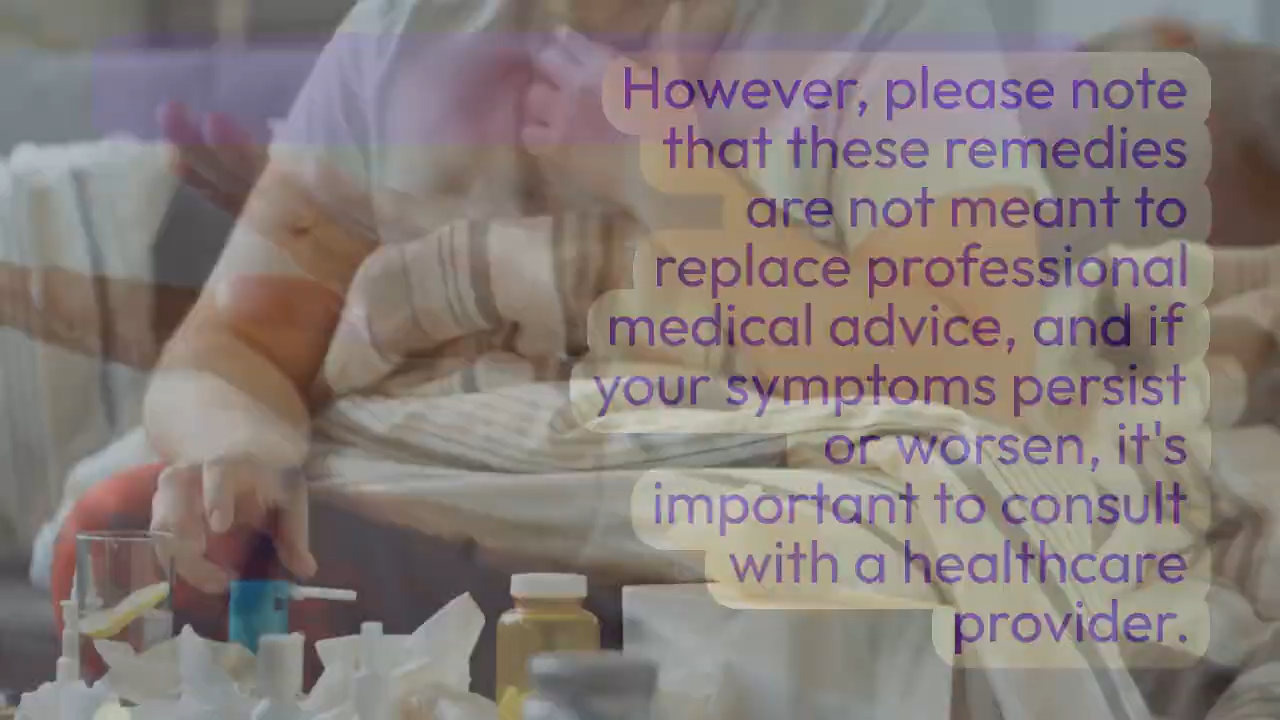 However, please note
that these remedies
are not meant to
replace professional
medical advice, and if
your symptoms persist
or worsen, it's
important to consult
with a healthcare
provider.